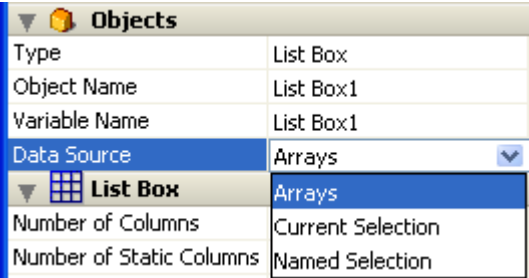 Objects
Type List Box
Object Name List Box1
Variable Name List Box1
Data Source Arrays
List Box Arrays
Number of Columns Current Selection
Number of Static Columns Named Selection